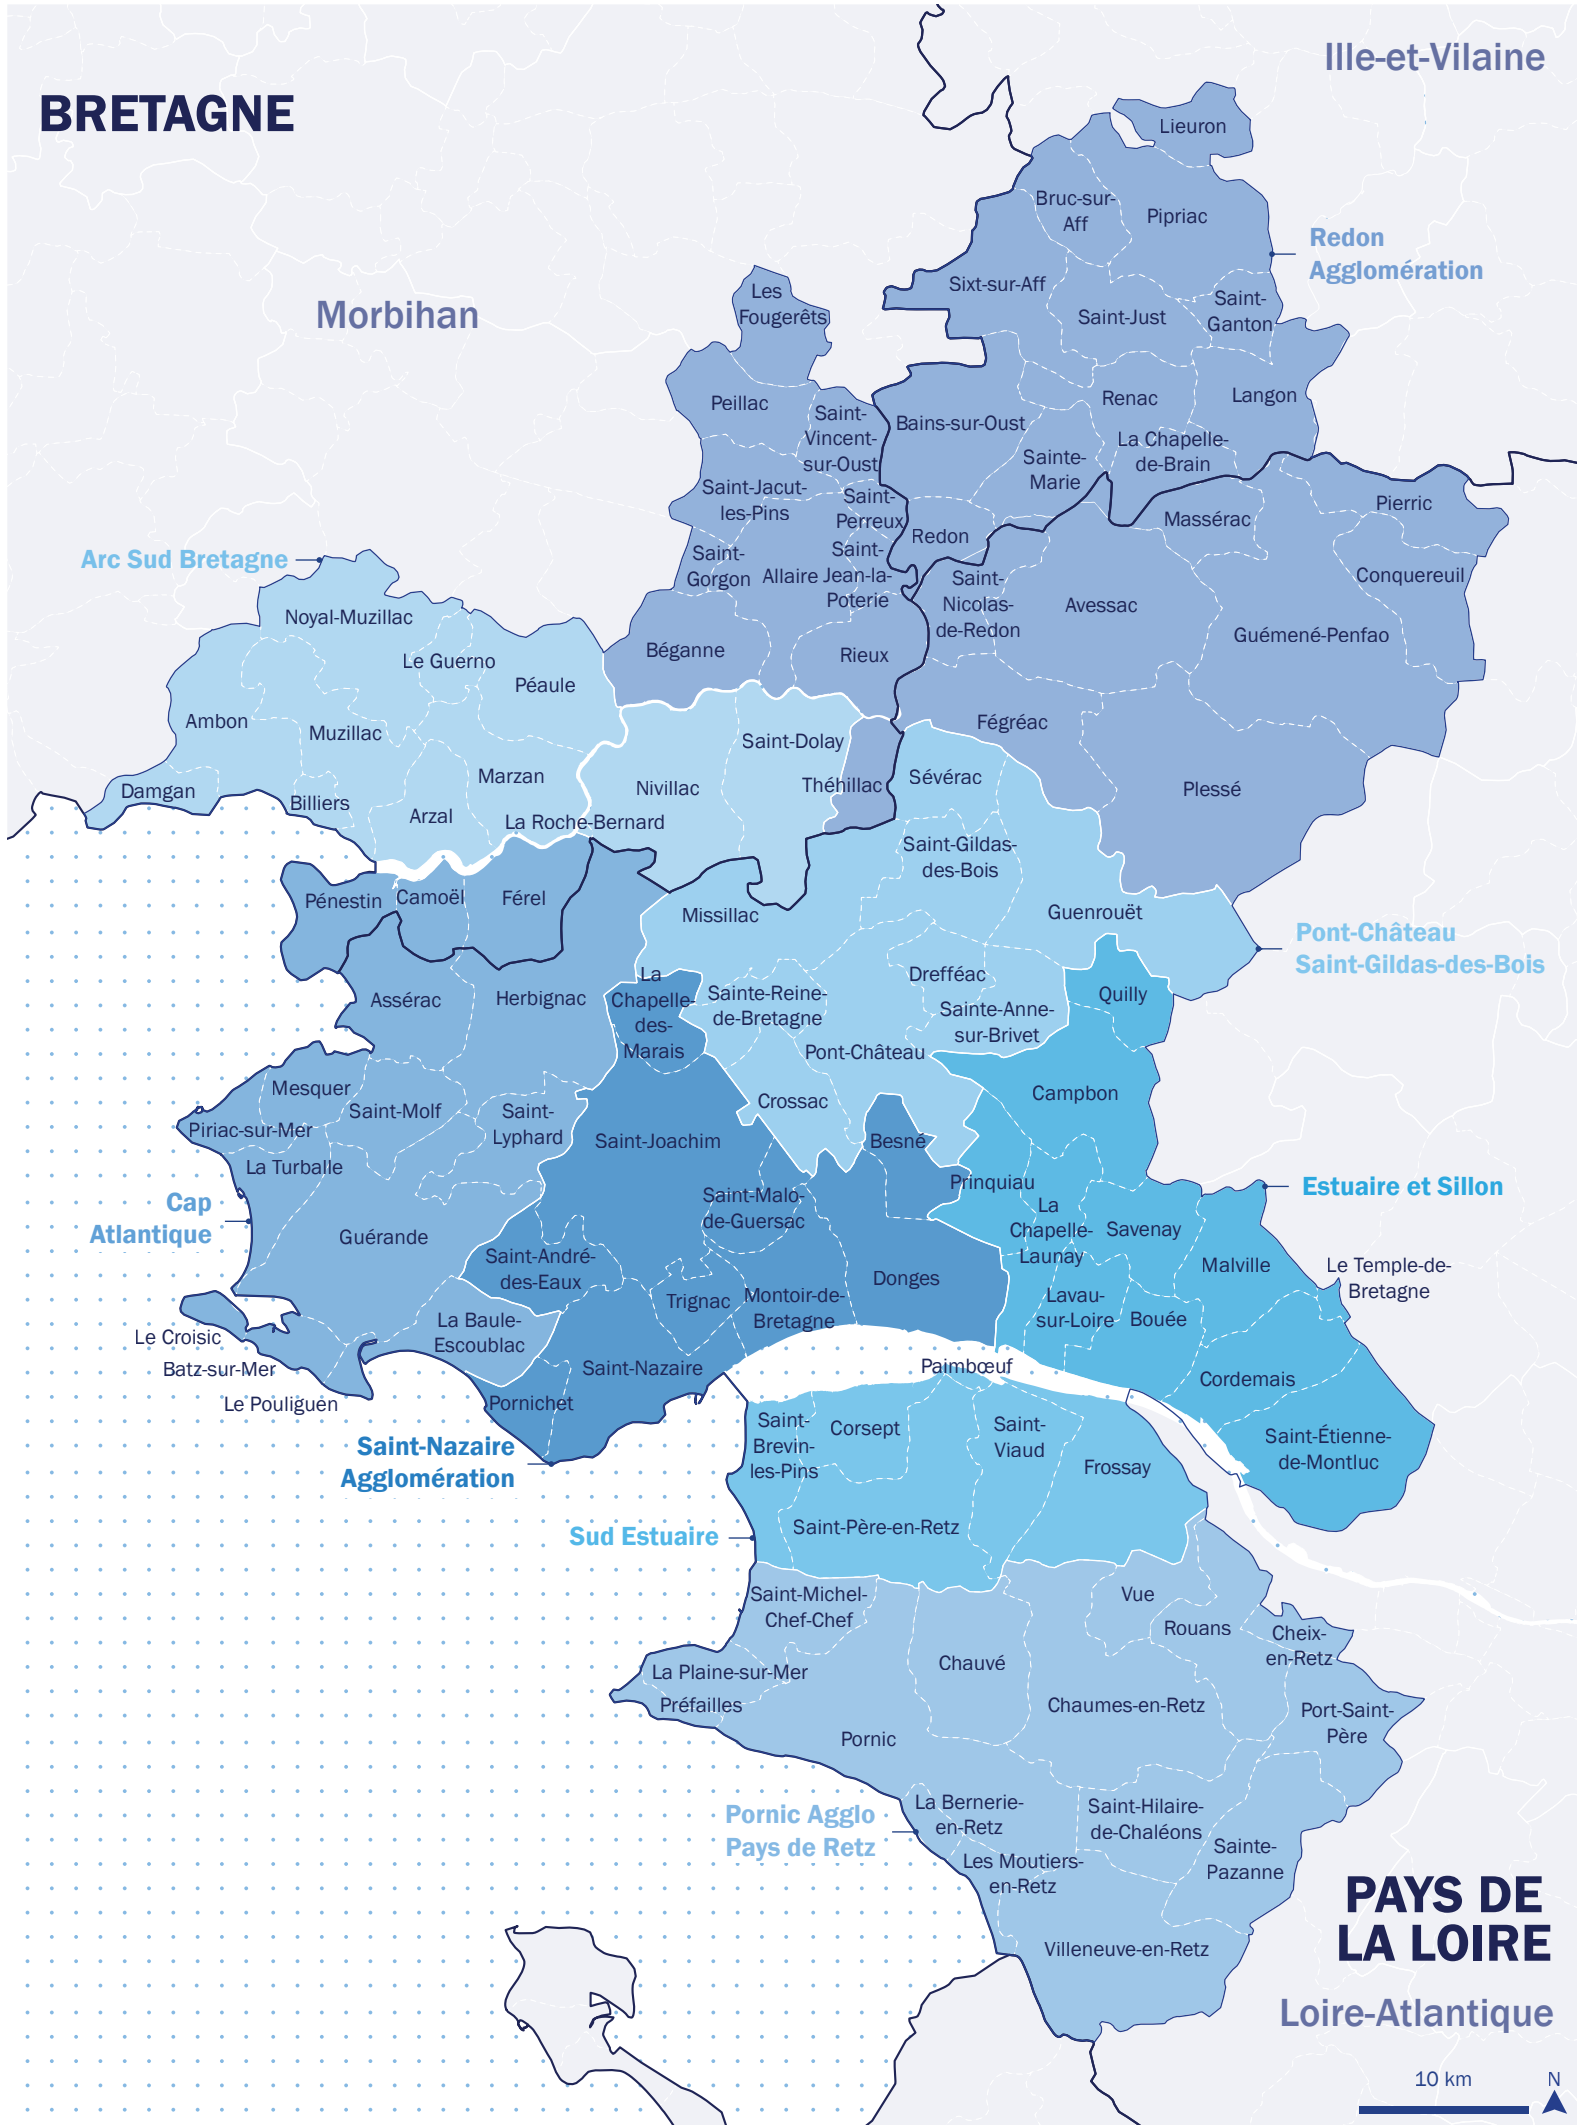 Ille-et-Vilaine
BRETAGNE
Lieuron
Bruc-sur-
Aff
Pipriac
Redon
Agglomération
Sixt-sur-Aff
Les
Fougerêts
Morbihan
Saint-Just
Saint-
Ganton
Peillac
Saint-
Vincent-
sur-Oust
Bains-sur-Oust
Renac
Langon
La Chapelle-
de-Brain
Sainte-
Marie
Saint-Jacut-
les-Pins
Saint-
Perreux
Pierric
Massérac
Redon
Arc Sud Bretagne
Saint-
Gorgon
Allaire
Saint-
Jean-la-
Poterie
Saint-
Nicolas-
de-Redon
Avessac
Conquereuil
Guémené-Penfao
Noyal-Muzillac
Le Guerno
Péaule
Béganne
Rieux
Ambon
Muzillac
Fégréac
Saint-Dolay
Marzan
Nivillac
Théhillac
Sévérac
Plessé
Damgan
Billiers
Arzal
La Roche-Bernard
Saint-Gildas-
des-Bois
Pénestin
Camoël
Férel
Missillac
Guenrouët
Pont-Château
Saint-Gildas-des-Bois
Assérac
Herbignac
La
Chapelle-
des-
Marais
Sainte-Reine-
de-Bretagne
Drefféac
Sainte-Anne-
sur-Brivet
Quilly
Pont-Château
Mesquer
Saint-Molf
Saint-
Lyphard
Crossac
Campbon
Piriac-sur-Mer
Saint-Joachim
Besné
La Turballe
Prinquiau
Estuaire et Sillon
Cap
Atlantique
Saint-Malo-
de-Guersac
La
Chapelle-
Launay
Savenay
Guérande
Saint-André-
des-Eaux
Donges
Malville
Le Temple-de-
Bretagne
Trignac
Montoir-de-
Bretagne
Lavau-
sur-Loire
Bouée
La Baule-
Escoublac
Le Croisic
Batz-sur-Mer
Le Pouliguen
Saint-Nazaire
Pornichet
Paimbœuf
Cordemais
Saint-Nazaire
Agglomération
Saint-
Brevin-
les-Pins
Corsept
Saint-
Viaud
Frossay
Saint-Étienne-
de-Montluc
Sud Estuaire
Saint-Père-en-Retz
Saint-Michel-
Chef-Chef
Vue
Rouans
Cheix-
en-Retz
Chauvé
La Plaine-sur-Mer
Préfailles
Chaumes-en-Retz
Port-Saint-
Père
Pornic
Pornic Agglo
Pays de Retz
La Bernerie-
en-Retz
Saint-Hilaire-
de-Chaléons
Sainte-
Pazanne
Les Moutiers-
en-Retz
Villeneuve-en-Retz
PAYS DE
LA LOIRE
Loire-Atlantique
10 km
N